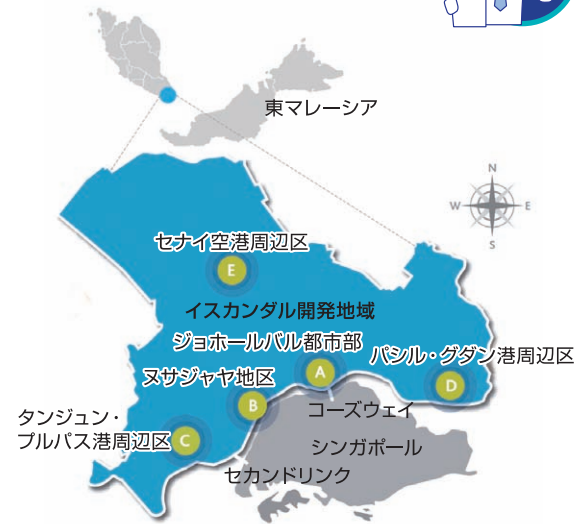 東マレーシア
N
W E
S
セナイ空港周辺区
E
イスカンダル開発地域
ジョホールバル都市部
パシル・グダン港周辺区
A
D
ヌサジャヤ地区
B
コーズウェイ
タンジュン・
プルパス港周辺区
C
シンガポール
セカンドリンク